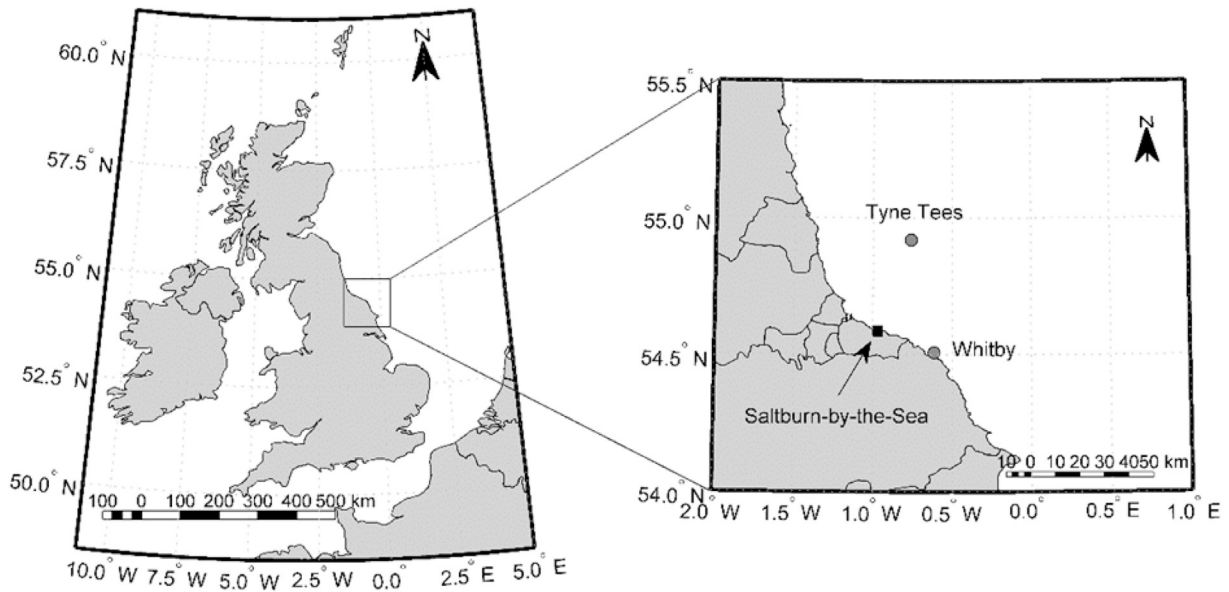 60.0° N
57.5° N
55.0° N
52.5° N
50.0° N
10.0° W 7.5° W 5.0° W 2.5° W 0.0° 2.5° E 5.0° E
100 0 100 200 300 400 500 km
N
55.5° N
55.0° N
54.5° N
54.0° N
2.0° W 1.5° W 1.0° W 0.5° W 0.0° 0.5° E 1.0° E
N
Tyne Tees
Whitby
Saltburn-by-the-Sea
10 0 10 20 30 40 50 km